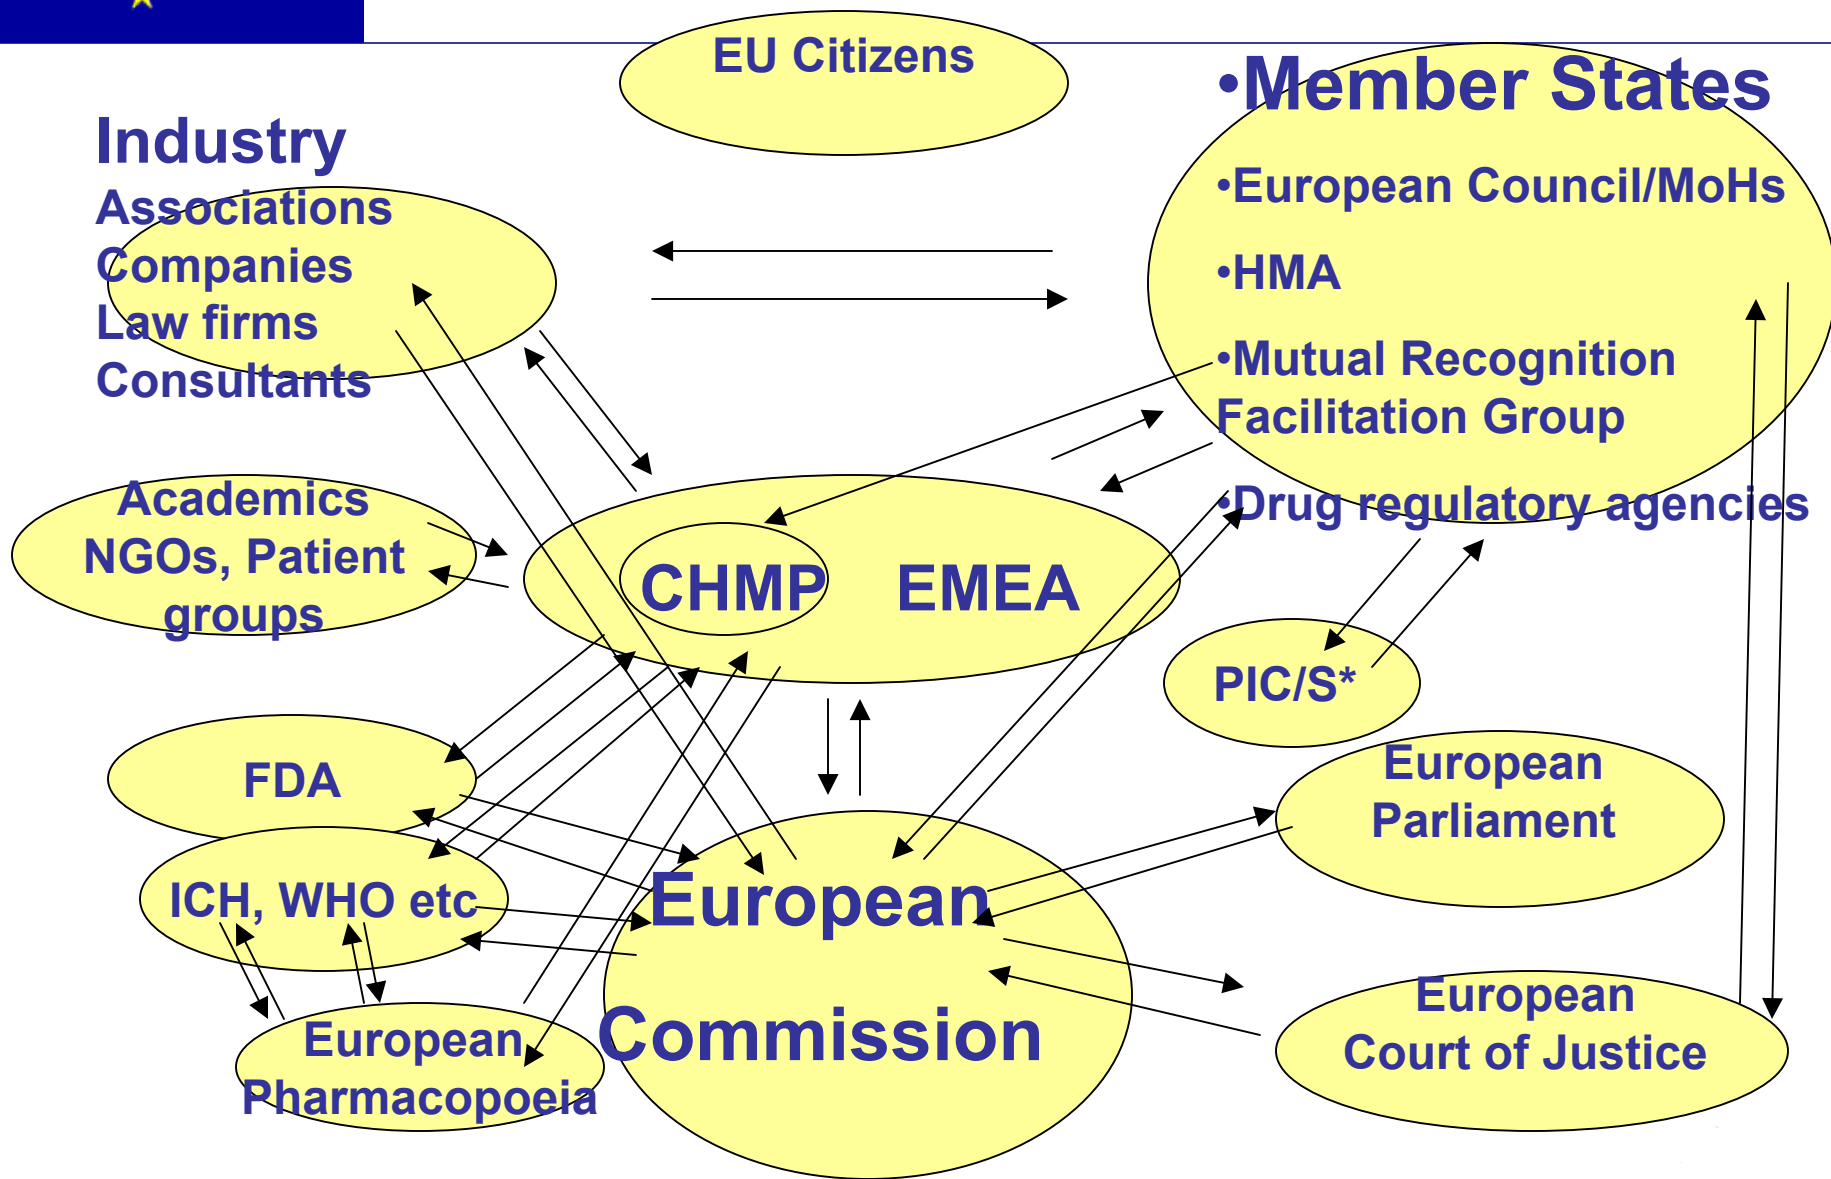 EU Citizens
•Member States
•European Council/MoHs
•HMA
•Mutual Recognition
Facilitation Group
•Drug regulatory agencies
Industry
Associations
Companies
Law firms
Consultants
Academics
NGOs, Patient
groups
CHMP EMEA
PIC/S*
FDA
European
Parliament
ICH, WHO etc
European
Commission
European
Court of Justice
European
Pharmacopoeia